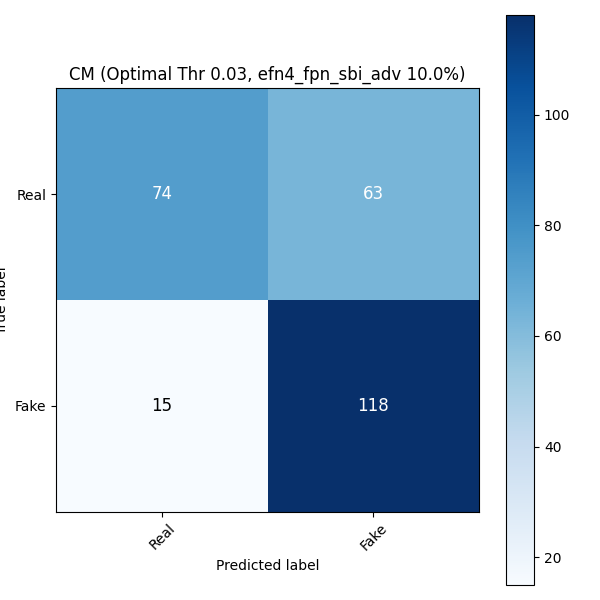 CM (Optimal Thr 0.03, efn4_fpn_sbi_adv 10.0%)
Real
74
63
Fake
15
118
Real
Fake
Predicted label
label
100
80
60
40
20